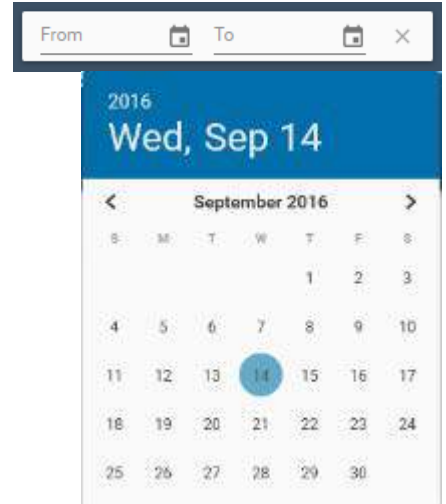 From To
2016
Wed, Sep 14
September 2016
S M T W T F S
1 2 3
4 5 6 7 8 9 10
11 12 13 14 15 16 17
18 19 20 21 22 23 24
25 26 27 28 29 30